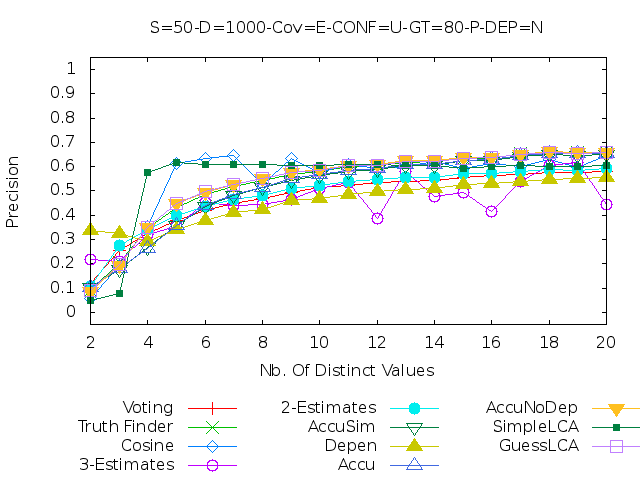 S=50-D=1000-Cov=E-CONF=U-GT=80-P-DEP=N
1
0.9
0.8
0.7
0.6
0.5
0.4
0.3
0.2
0.1
0
Precision
2 4 6 8 10 12 14 16 18 20
Nb. Of Distinct Values
Voting 2-Estimates AccuNoDep
Truth Finder AccuSim SimpleLCA
Cosine Depen GuessLCA
3-Estimates Accu